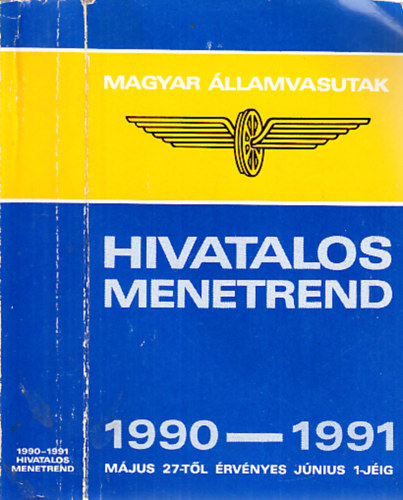 MAGYAR ÁLLAMVASUTAK
HIVATALOS
MENETREND
1990—1991
MÁJUS 27-TŐL ÉRVÉNYES JÚNIUS 1-JÉIG
1990–1991
HIVATALOS
MENETREND